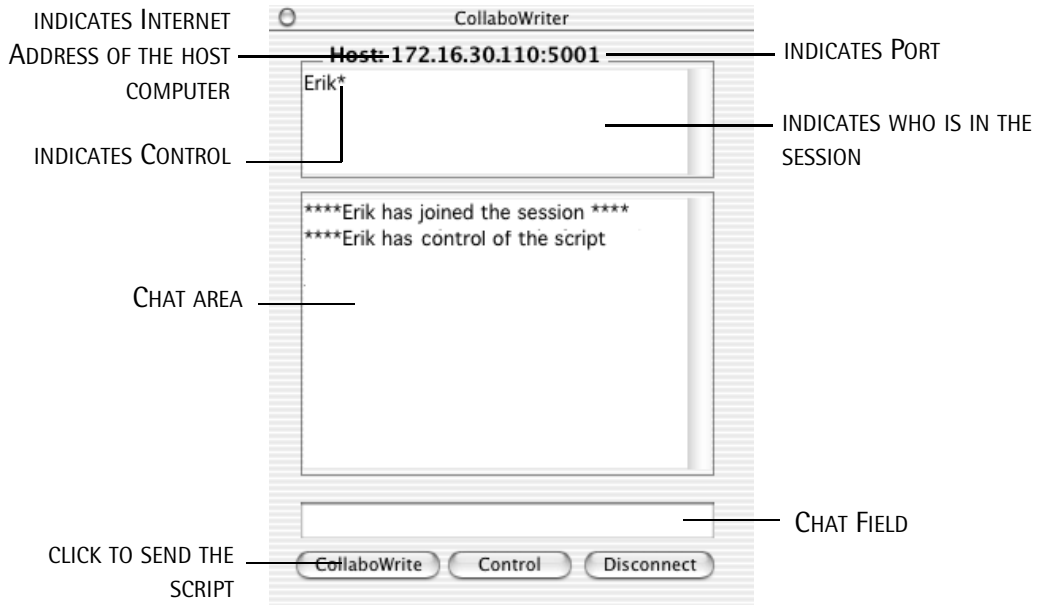 CollaboWriter
INDICATES INTERNET
ADDRESS OF THE HOST
COMPUTER
Host: 172.16.30.110:5001
INDICATES PORT
Erik*
INDICATES CONTROL
INDICATES WHO IS IN THE
SESSION
****Erik has joined the session ****
****Erik has control of the script
CHAT AREA
CHAT FIELD
CLICK TO SEND THE
SCRIPT
CollaboWrite
Control
Disconnect